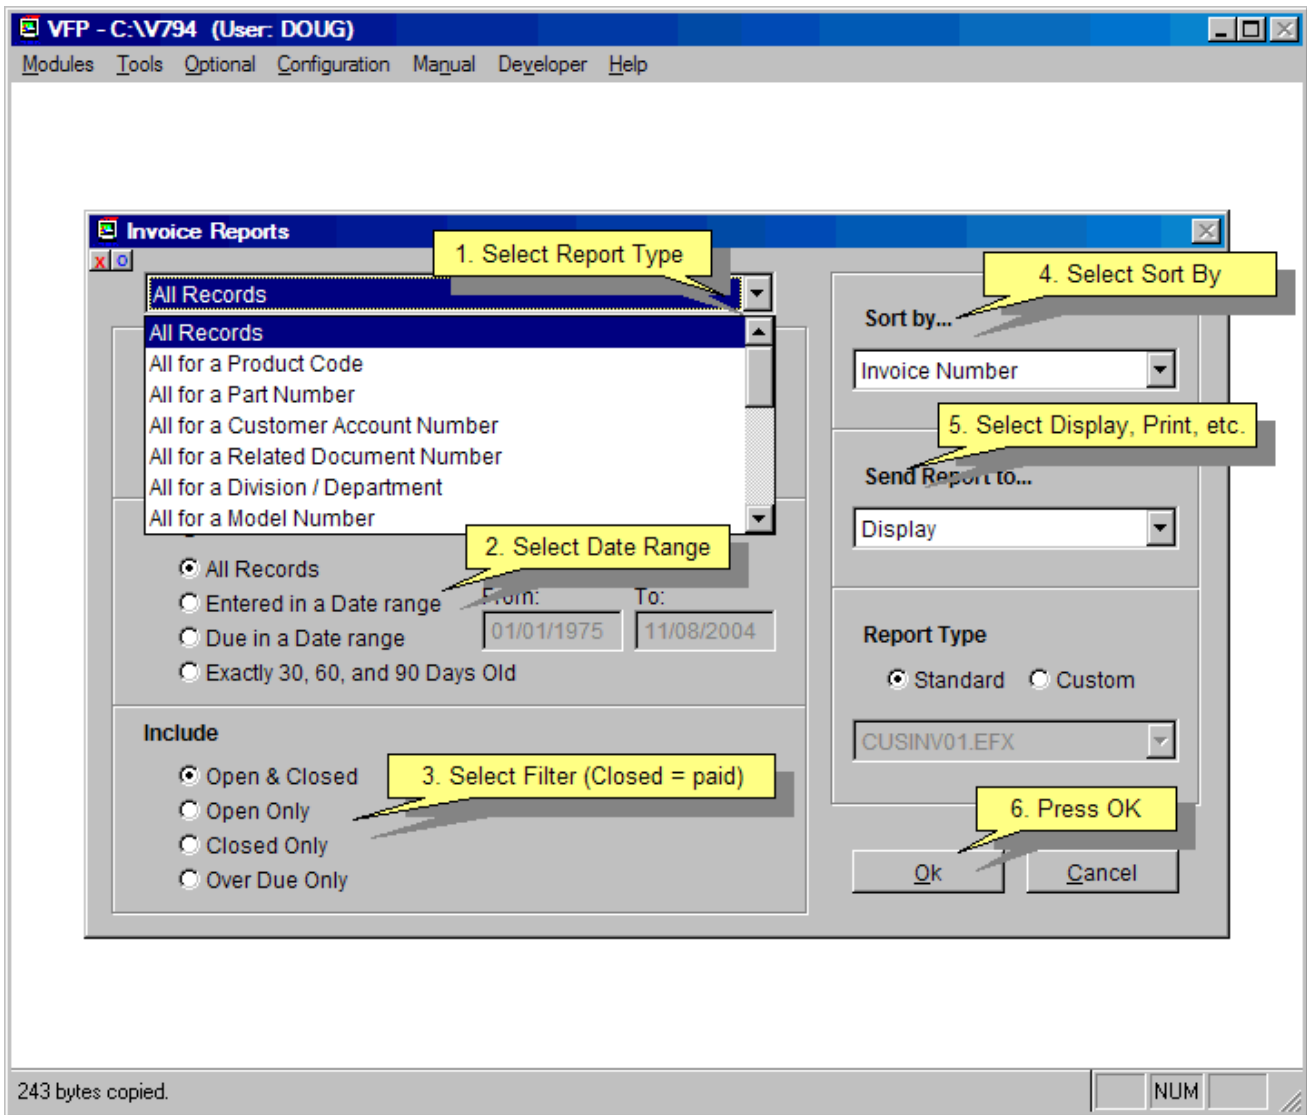 VFP - C:\V794 (User: DOUG)
Modules Tools Optional Configuration Manual Developer Help
Invoice Reports
x o
1. Select Report Type
All Records
All Records
All for a Product Code
All for a Part Number
All for a Customer Account Number
All for a Related Document Number
All for a Division / Department
All for a Model Number
2. Select Date Range
All Records
Entered in a Date range
Due in a Date range
Exactly 30, 60, and 90 Days Old
From: To:
01/01/1975 11/08/2004
Include
Open & Closed
Open Only
Closed Only
Over Due Only
3. Select Filter (Closed = paid)
4. Select Sort By
Sort by...
Invoice Number
5. Select Display, Print, etc.
Send Report to...
Display
Report Type
Standard Custom
CUSINV01.EFX
6. Press OK
Ok Cancel
243 bytes copied.
NUM